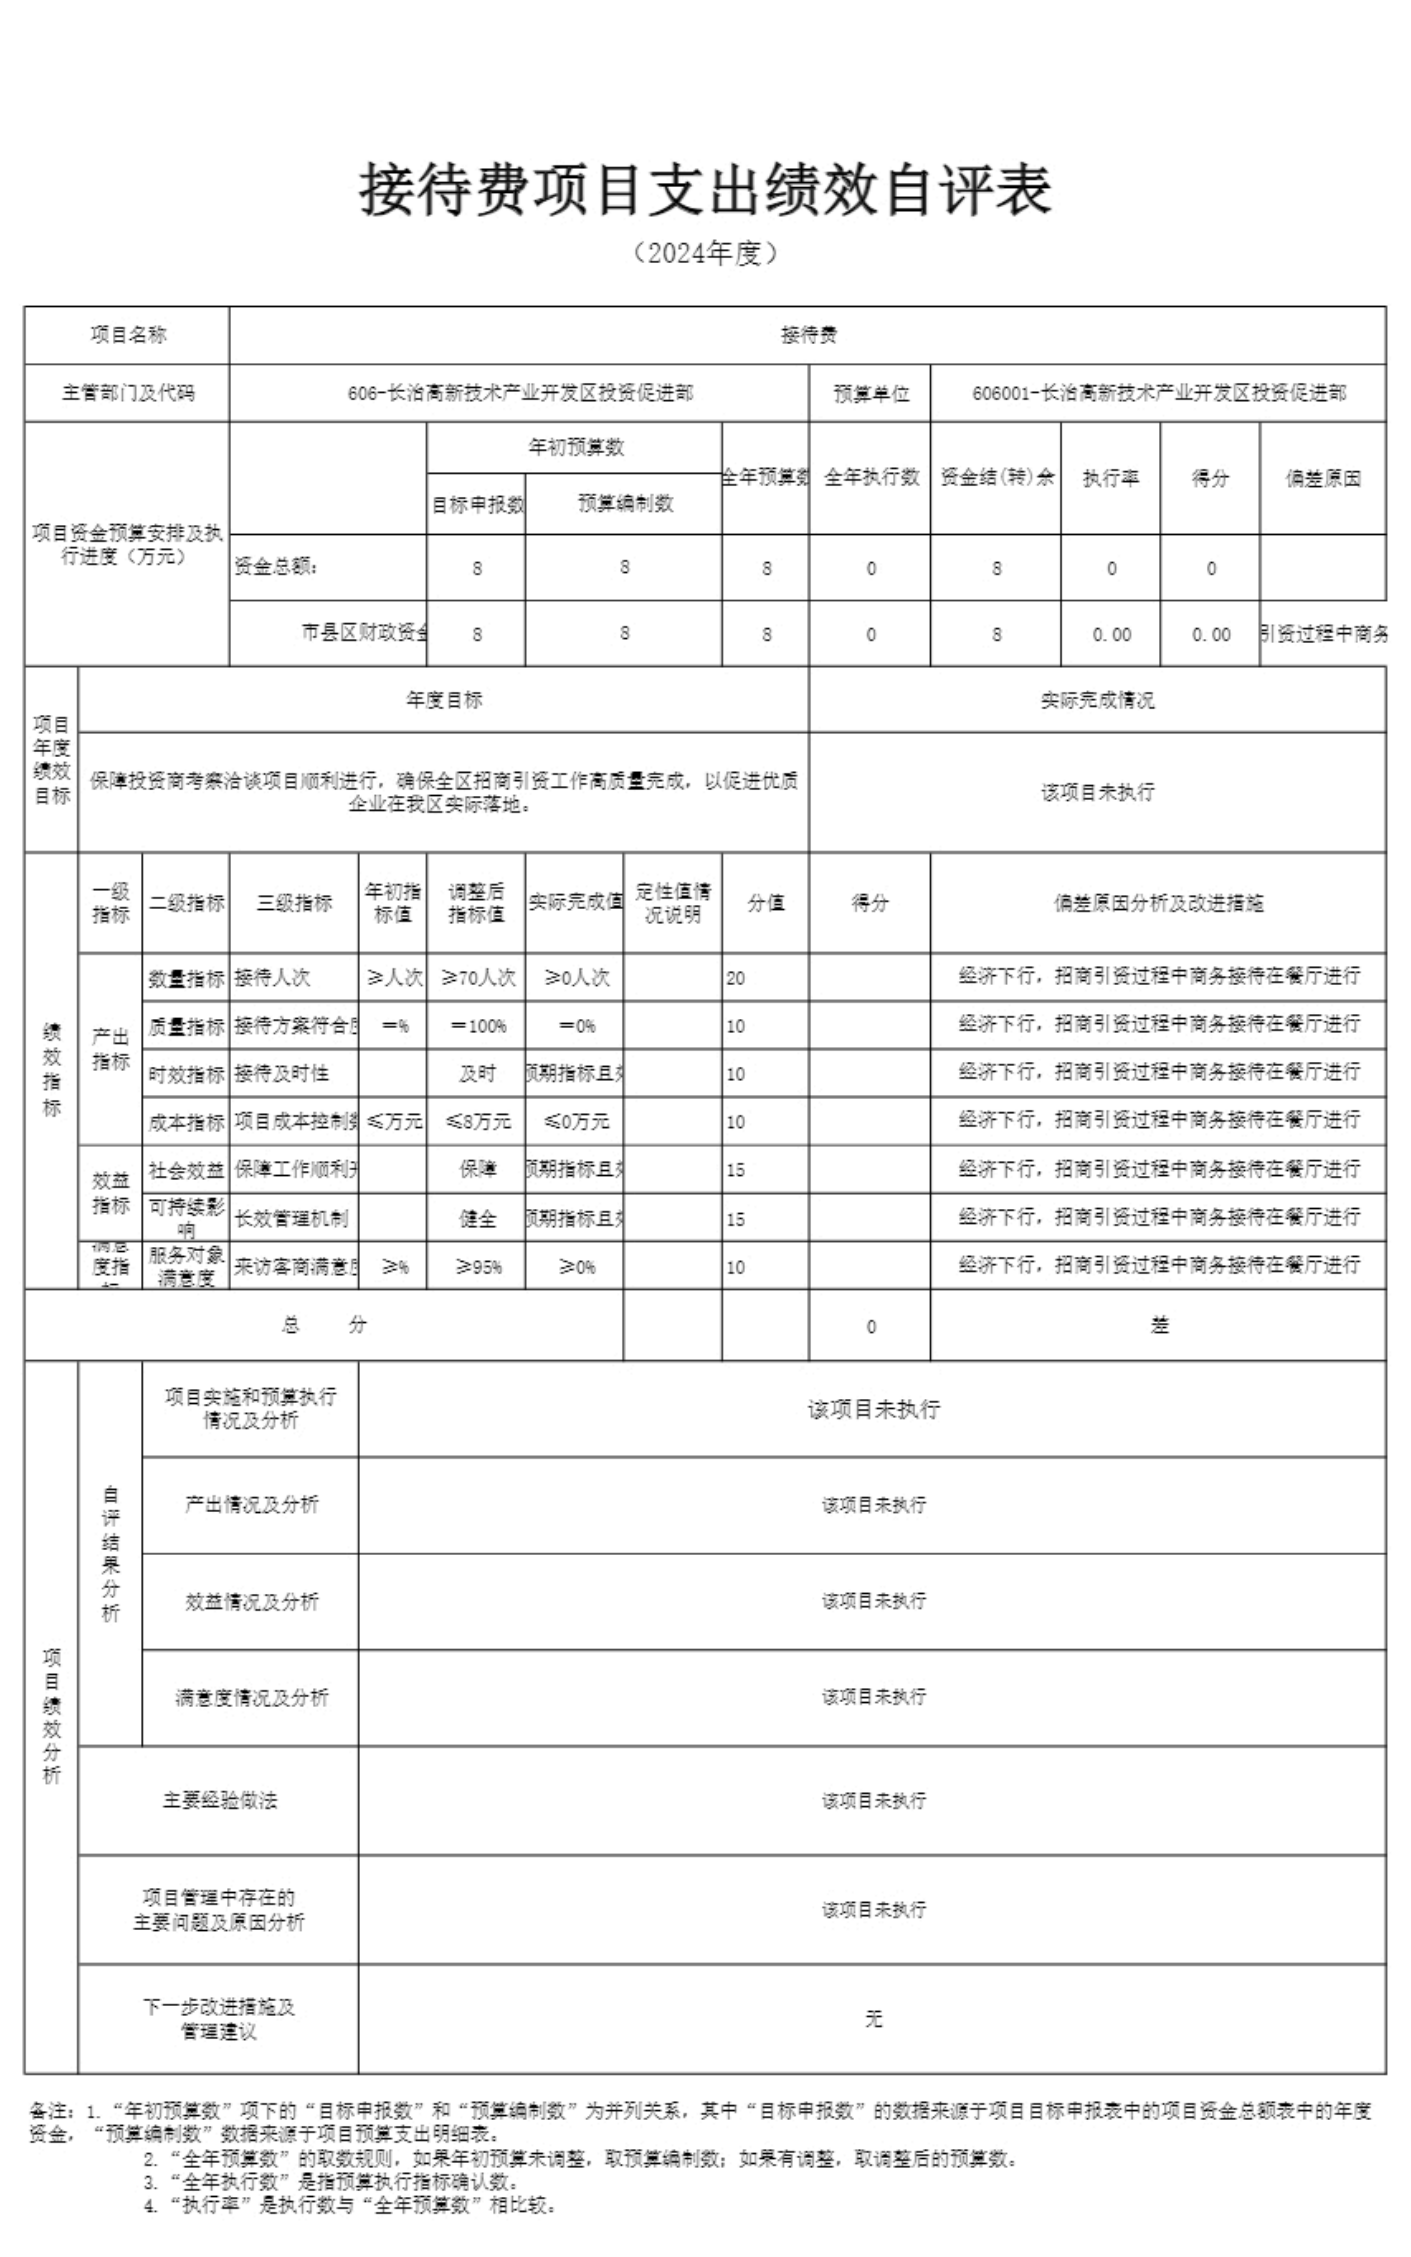 接待费项目支出绩效自评表
（2024年度）
项目名称 接待费
主管部门及代码 606-长治高新技术产业开发区投资促进部 预算单位 606001-长治高新技术产业开发区投资促进部
项目资金预算安排及执
行进度（万元）
年初预算数 全年预算数 全年执行数 资金结(转)余 执行率 得分 偏差原因
目标申报数 预算编制数
资金总额： 8 8 8 0 8 0 0
市县区财政资金 8 8 8 0 8 0.00 0.00 引资过程中商务
项目
年度
绩效
目标
年度目标 实际完成情况
保障投资商考察洽谈项目顺利进行，确保全区招商引资工作高质量完成，以促进优质
企业在我区实际落地。
该项目未执行
绩
效
指
标
一级
指标
二级指标 三级指标
年初指
标值
调整后
指标值
实际完成值
定性值情
况说明
分值 得分 偏差原因分析及改进措施
产出
指标
数量指标 接待人次 ≥人次 ≥70人次 ≥0人次 20 经济下行，招商引资过程中商务接待在餐厅进行
质量指标 接待方案符合度 ＝% ＝100% ＝0% 10 经济下行，招商引资过程中商务接待在餐厅进行
时效指标 接待及时性 及时 预期指标且效 10 经济下行，招商引资过程中商务接待在餐厅进行
成本指标 项目成本控制数 ≤万元 ≤8万元 ≤0万元 10 经济下行，招商引资过程中商务接待在餐厅进行
效益
指标
社会效益 保障工作顺利开 保障 预期指标且效 15 经济下行，招商引资过程中商务接待在餐厅进行
可持续影
响
长效管理机制 健全 预期指标且效 15 经济下行，招商引资过程中商务接待在餐厅进行
满意
度指
标
服务对象
满意度
来访客商满意度 ≥% ≥95% ≥0% 10 经济下行，招商引资过程中商务接待在餐厅进行
总 分 0 差
项
目
绩
效
分
析
自
评
结
果
分
析
项目实施和预算执行
情况及分析
该项目未执行
产出情况及分析 该项目未执行
效益情况及分析 该项目未执行
满意度情况及分析 该项目未执行
主要经验做法 该项目未执行
项目管理中存在的
主要问题及原因分析
该项目未执行
下一步改进措施及
管理建议
无
备注：1.“年初预算数”项下的“目标申报数”和“预算编制数”为并列关系，其中“目标申报数”的数据来源于项目目标申报表中的项目资金总额表中的年度
资金，“预算编制数”数据来源于项目预算支出明细表。
2.“全年预算数”的取数规则，如果年初预算未调整，取预算编制数；如果有调整，取调整后的预算数。
3.“全年执行数”是指预算执行指标确认数。
4.“执行率”是执行数与“全年预算数”相比较。